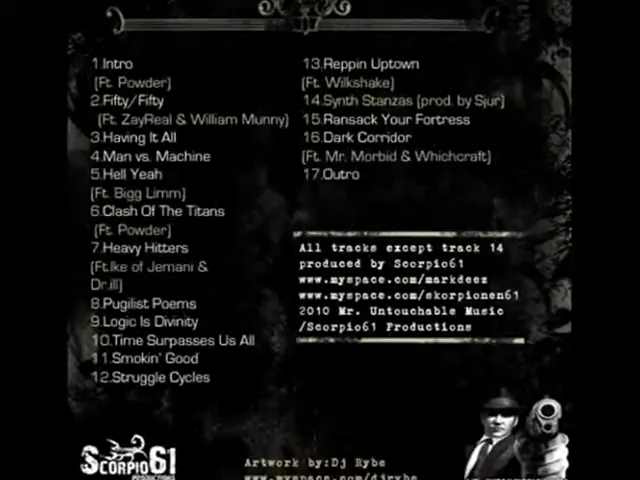 1.Intro
(Ft. Powder)
2.Fifty/Fifty
(Ft. ZayReal & William Munny)
3.Having It All
4.Man vs. Machine
5.Hell Yeah
(Ft. Bigg Limm)
6.Clash Of The Titans
(Ft. Powder)
7.Heavy Hitters
(Ft.Ike of Jemani &
Dr.ill)
8.Pugilist Poems
9.Logic Is Divinity
10.Time Surpasses Us All
11.Smokin' Good
12.Struggle Cycles
13.Reppin Uptown
(Ft. Wilkshake)
14.Synth Stanzas (prod. by Sjur)
15.Ransack Your Fortress
16.Dark Corridor
(Ft. Mr. Morbid & Whichcraft)
17.Outro
All tracks except track 14
produced by Scorpio61
www.myspace.com/markdeez
www.myspace.com/skorpionen61
2010 Mr. Untouchable Music
/Scorpio61 Productions
SCORPIO61
PRODUCTIONS
Artwork by:Dj Rybe
www.myspace.com/djrybe